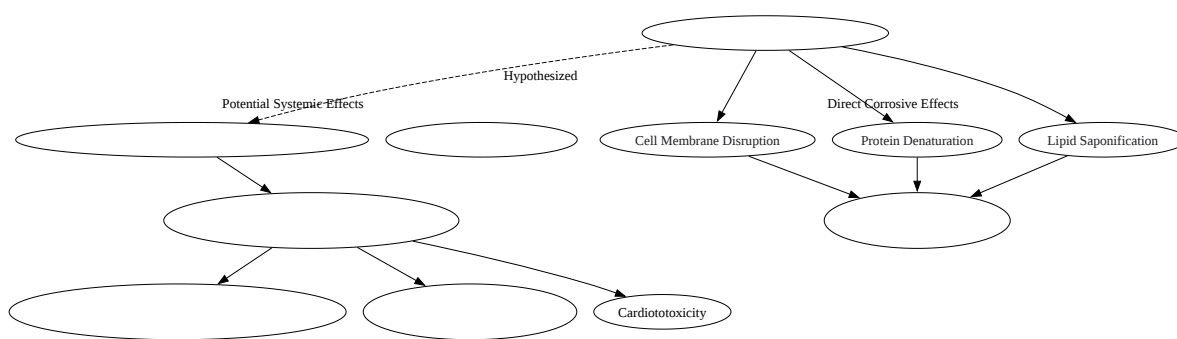 Hypothesized
Potential Systemic Effects
Direct Corrosive Effects
Cell Membrane Disruption
Protein Denaturation
Lipid Saponification
Cardiototoxicity